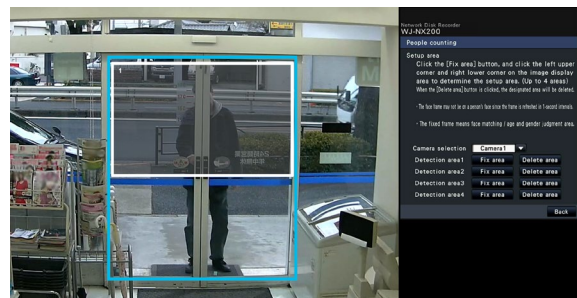 Network Disk Recorder
WJ-NX200
People counting
Setup area
Click the [Fix area] button, and click the left upper
corner and right lower corner on the image display
area to determine the setup area. (Up to 4 areas)
When the [Delete area] button is clicked, the designated area will be deleted.
- The face frame may not be on a person's face since the frame is refreshed in 1-second intervals.
- The fixed frame means face matching / age and gender judgment area.
Camera selection Camera1
Detection area1 Fix area Delete area
Detection area2 Fix area Delete area
Detection area3 Fix area Delete area
Detection area4 Fix area Delete area
Back
1